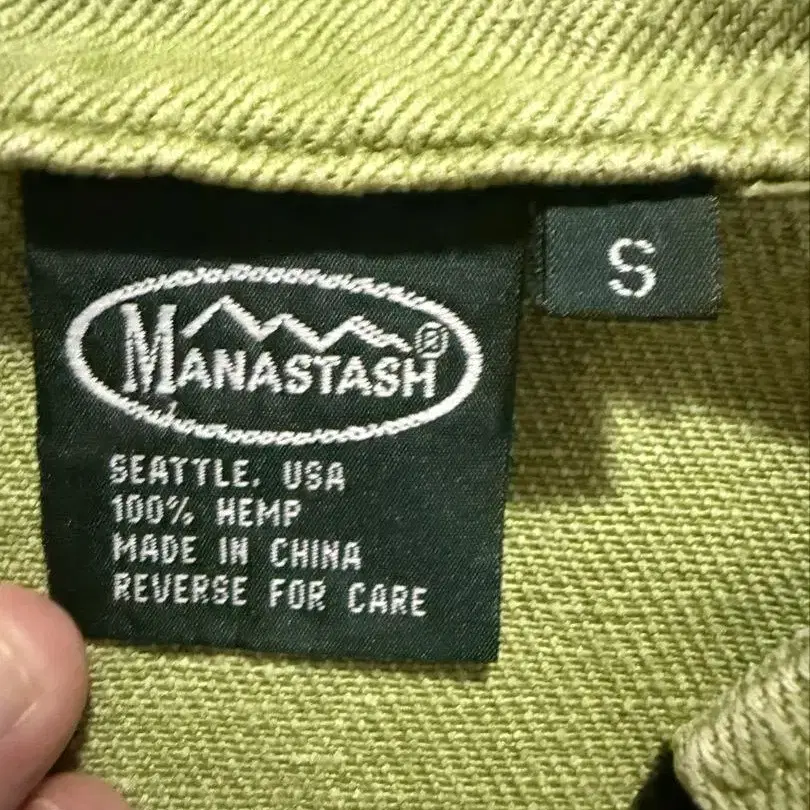 MANASTASH®
S
SEATTLE, USA
100% HEMP
MADE IN CHINA
REVERSE FOR CARE